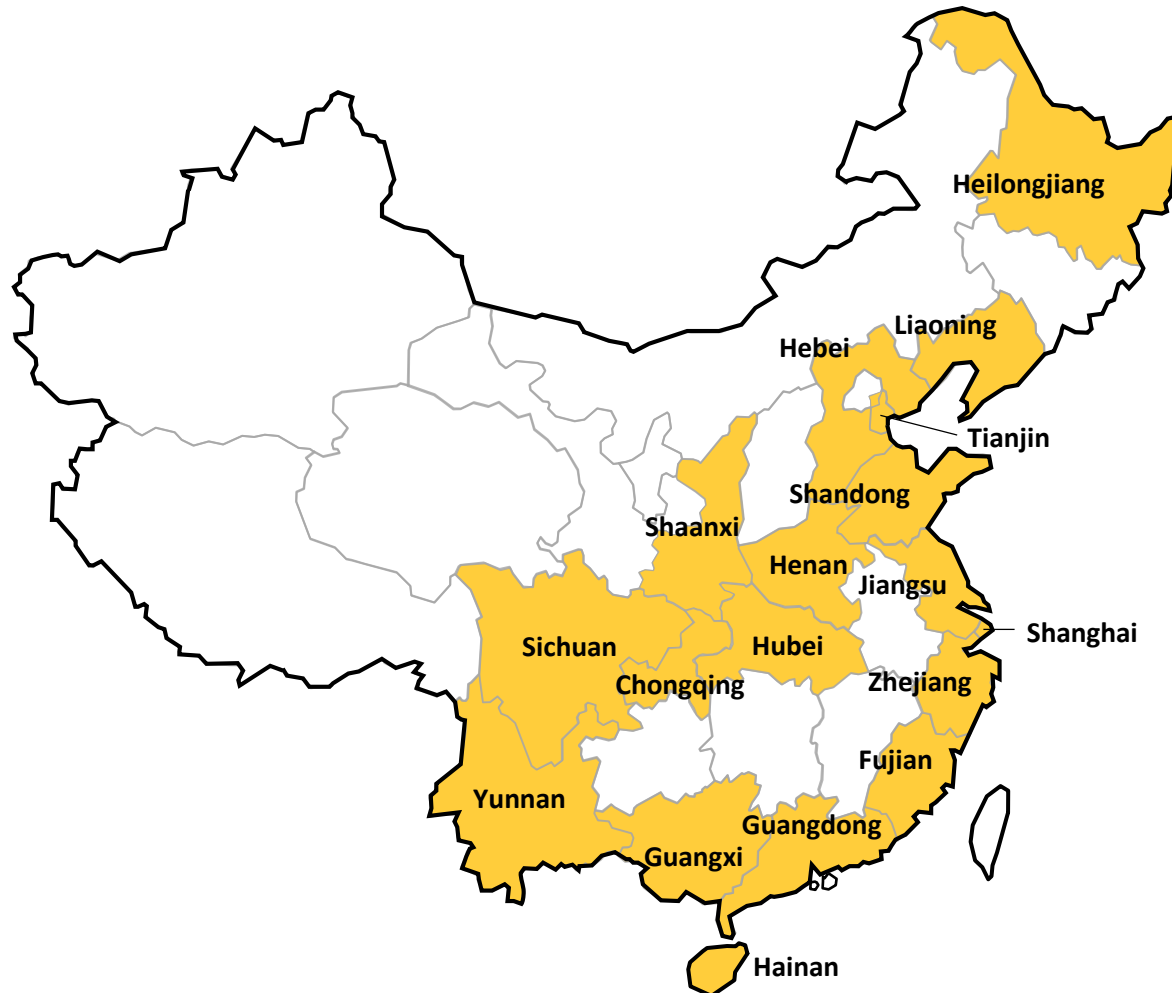 Heilongjiang
Liaoning
Hebei
Tianjin
Shandong
Shaanxi
Henan
Jiangsu
Shanghai
Sichuan
Hubei
Chongqing
Zhejiang
Fujian
Yunnan
Guangdong
Guangxi
Hainan